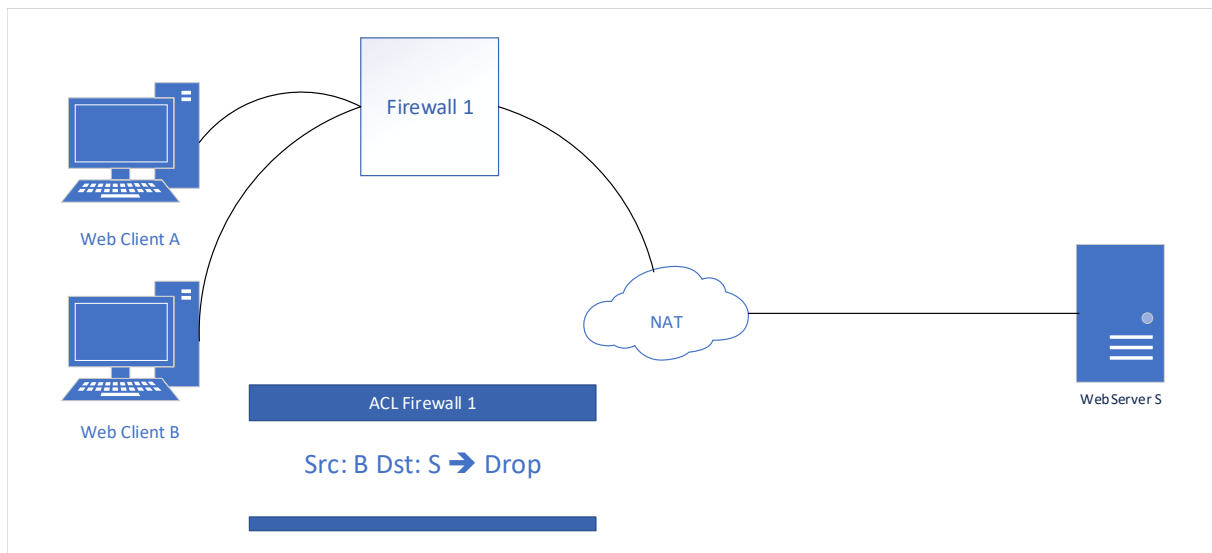 Firewall 1
Web Client A
NAT
Web Client B
ACL Firewall 1
Src: B Dst: S ➔ Drop
WebServer S